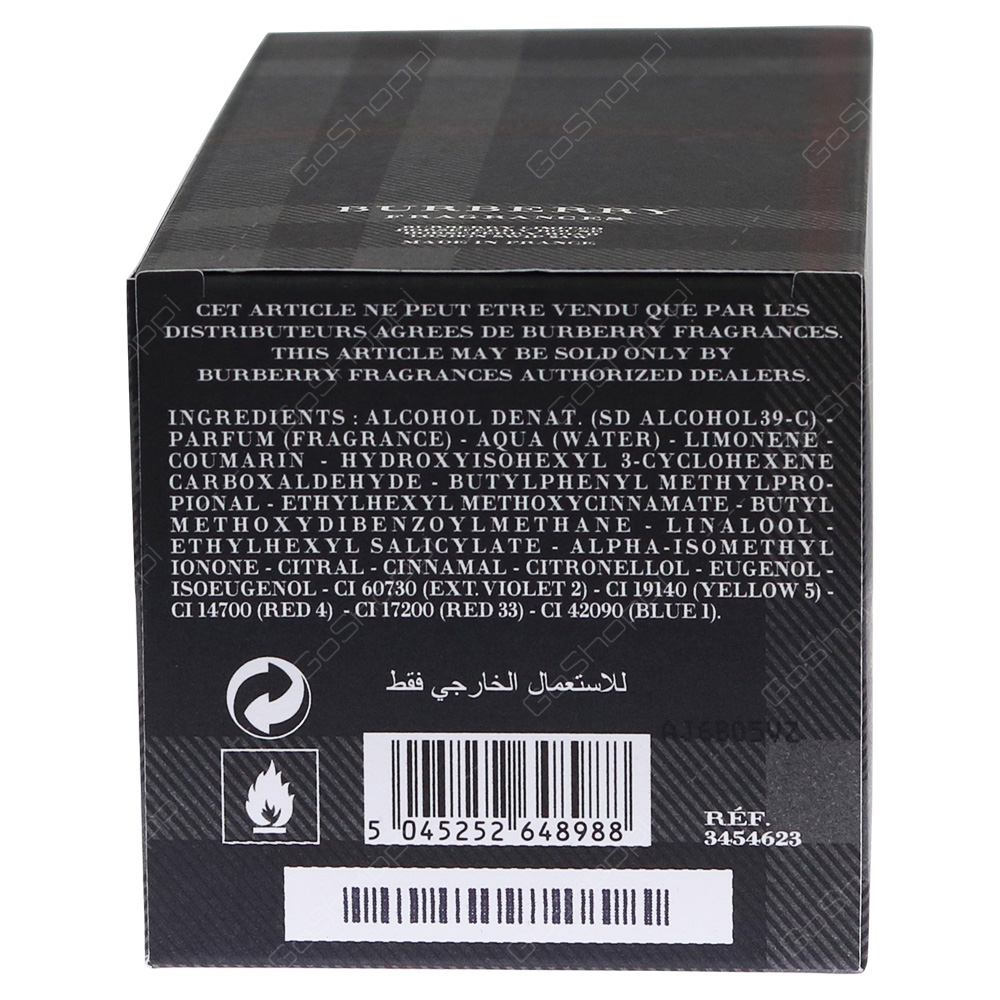 BURBERRY
FRAGRANCES
MADE IN FRANCE
CET ARTICLE NE PEUT ETRE VENDU QUE PAR LES
DISTRIBUTEURS AGREES DE BURBERRY FRAGRANCES.
THIS ARTICLE MAY BE SOLD ONLY BY
BURBERRY FRAGRANCES AUTHORIZED DEALERS.
INGREDIENTS : ALCOHOL DENAT. (SD ALCOHOL39-C) -
PARFUM (FRAGRANCE) - AQUA (WATER) - LIMONENE -
COUMARIN - HYDROXYISOHEXYL 3-CYCLOHEXENE
CARBOXALDEHYDE - BUTYLPHENYL METHYLPRO-
PIONAL - ETHYLHEXYL METHOXYCINNAMATE - BUTYL
METHOXYDIBENZOYLMETHANE - LINALOOL -
ETHYLHEXYL SALICYLATE - ALPHA-ISOMETHYL
IONONE - CITRAL - CINNAMAL - CITRONELLOL - EUGENOL -
ISOEUGENOL - CI 60730 (EXT. VIOLET 2) - CI 19140 (YELLOW 5) -
CI 14700 (RED 4) - CI 17200 (RED 33) - CI 42090 (BLUE 1).
للاستعمال الخارجي فقط
AJ6B05VZ
5 045252 648988
RÉF.
3454623
GoShoppi